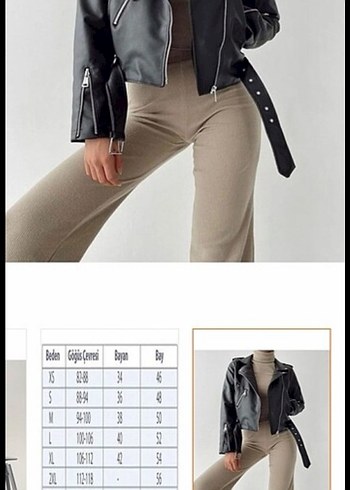 Beden Göğüs Çevresi Bayan Bay
XS 82-88 34 46
S 88-94 36 48
M 94-100 38 50
L 100-106 40 52
XL 106-112 42 54
2XL 112-118 - 56